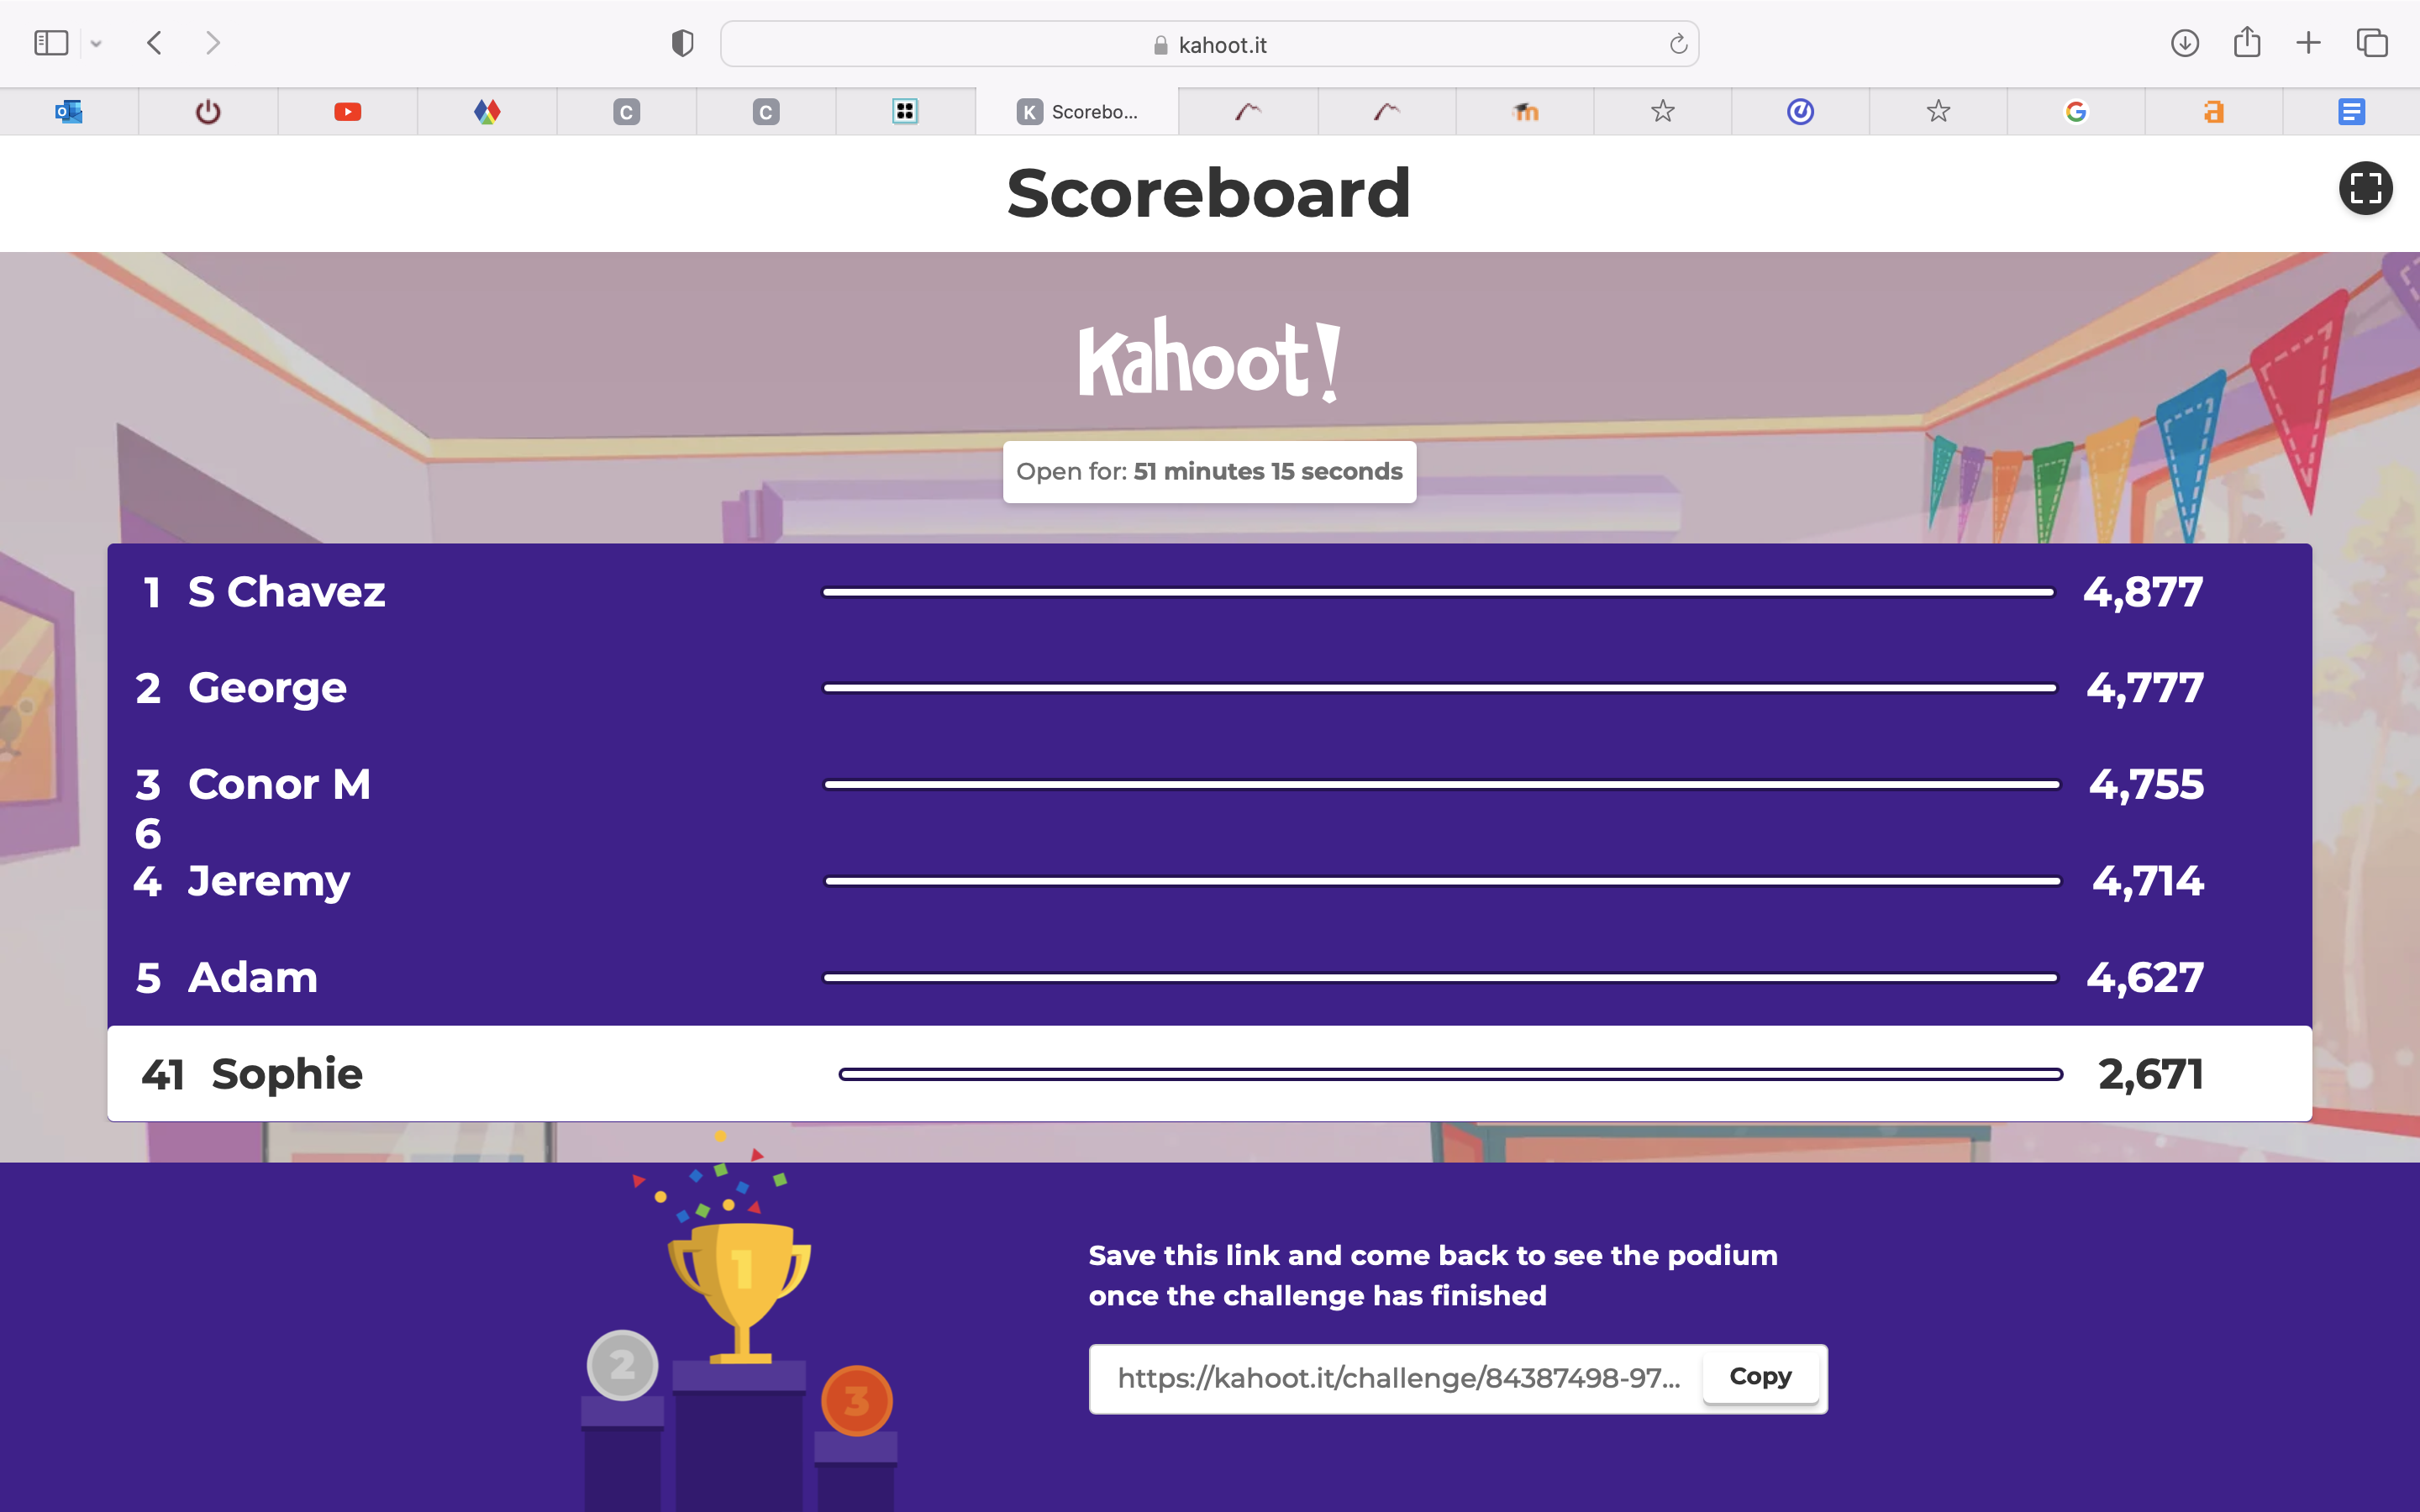 kahoot.it
C
C
K Scorebo...
Scoreboard
Kahoot!
Open for: 51 minutes 15 seconds
1 S Chavez 4,877
2 George 4,777
3 Conor M 4,755
6
4 Jeremy 4,714
5 Adam 4,627
41 Sophie 2,671
1
2
3
Save this link and come back to see the podium
once the challenge has finished
https://kahoot.it/challenge/84387498-97... Copy